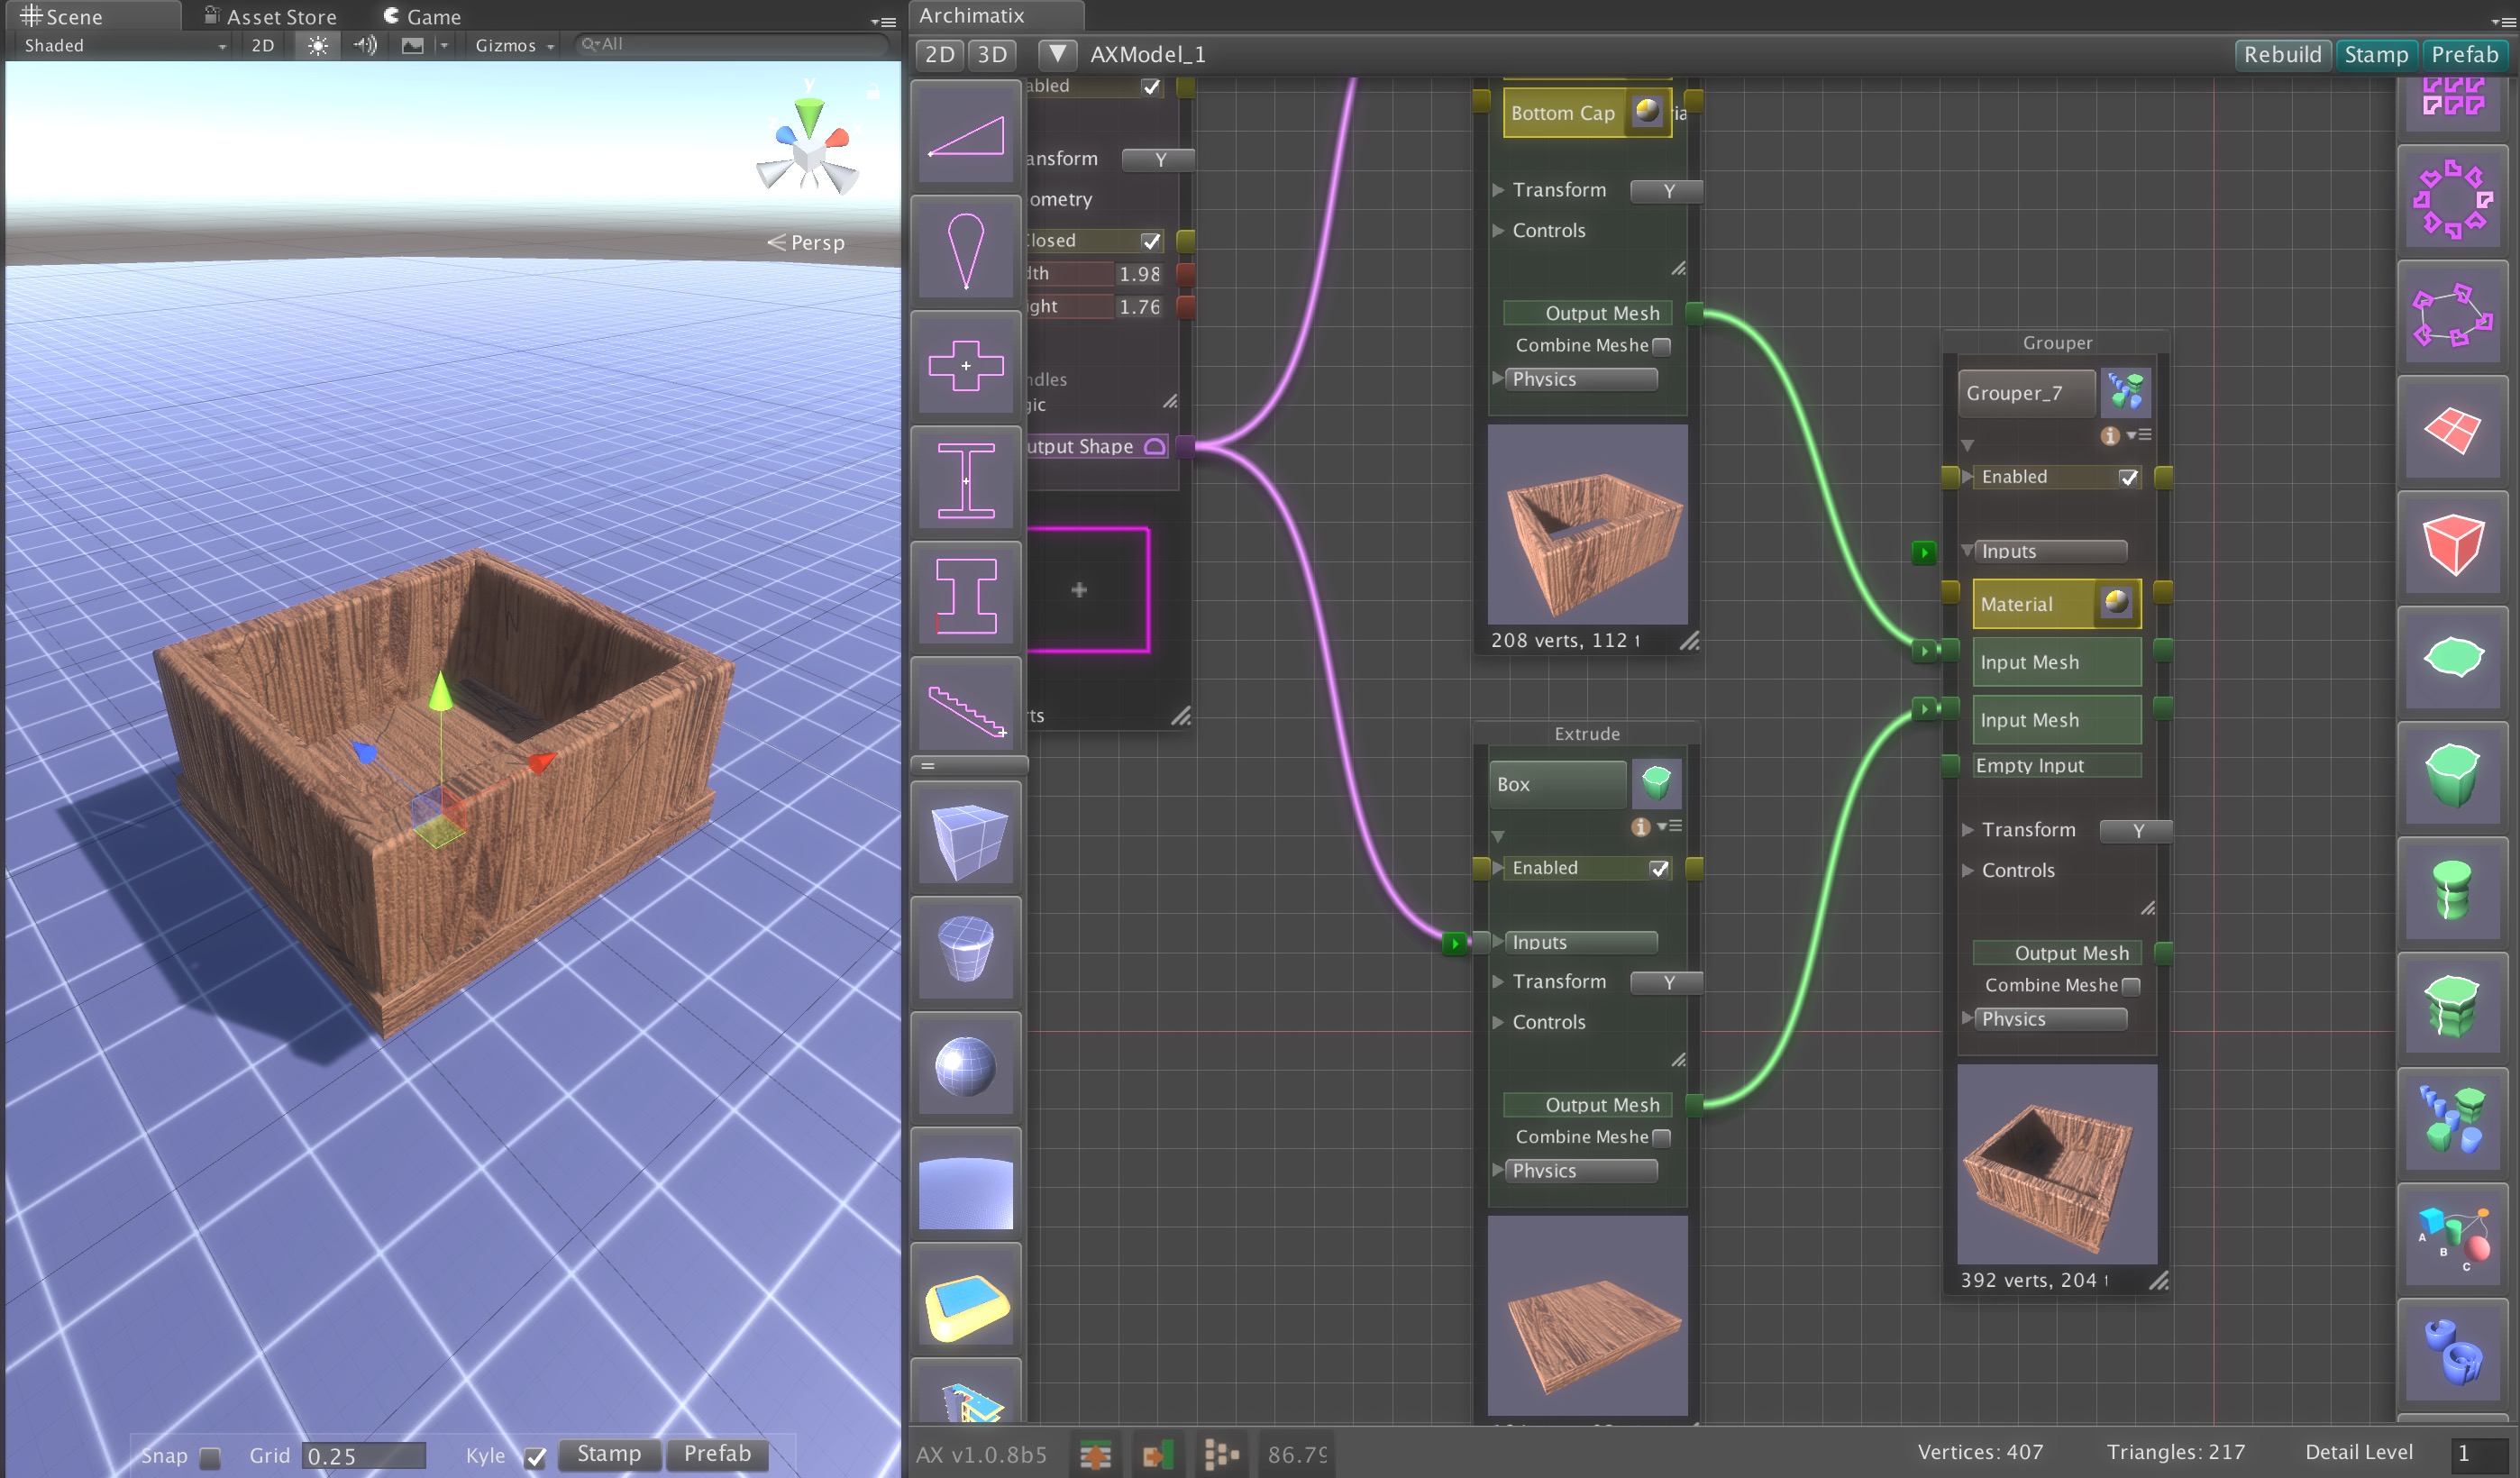 Scene
Asset Store
Game
Shaded
2D
Gizmos
All
y
Persp
Snap
Grid
0.25
Kyle
Stamp
Prefab
Archimatix
2D
3D
AXModel_1
Rebuild
Stamp
Prefab
abled
ansform
Y
ometry
losed
dth
1.98
ight
1.76
ndles
gic
utput Shape
rts
Bottom Cap
ria
Transform
Y
Controls
Output Mesh
Combine Meshe
Physics
208 verts, 112 t
Extrude
Box
Enabled
Inputs
Transform
Y
Controls
Output Mesh
Combine Meshe
Physics
Grouper
Grouper_7
Enabled
Inputs
Material
Input Mesh
Input Mesh
Empty Input
Transform
Y
Controls
Output Mesh
Combine Meshe
Physics
392 verts, 204 t
A
B
C
AX v1.0.8b5
86.79
Vertices: 407
Triangles: 217
Detail Level
1